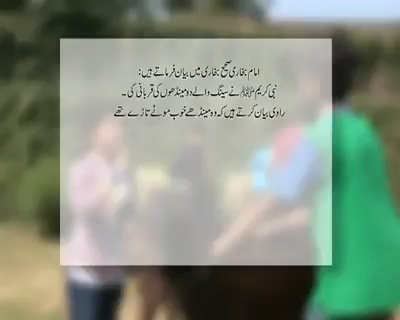 امام بخاری صحیح بخاری میں بیان فرماتے ہیں:
نبی کریم ﷺ نے سینگ والے دو مینڈھوں کی قربانی کی۔
راوی بیان کرتے ہیں کہ وہ مینڈھے خوب موٹے تازے تھے